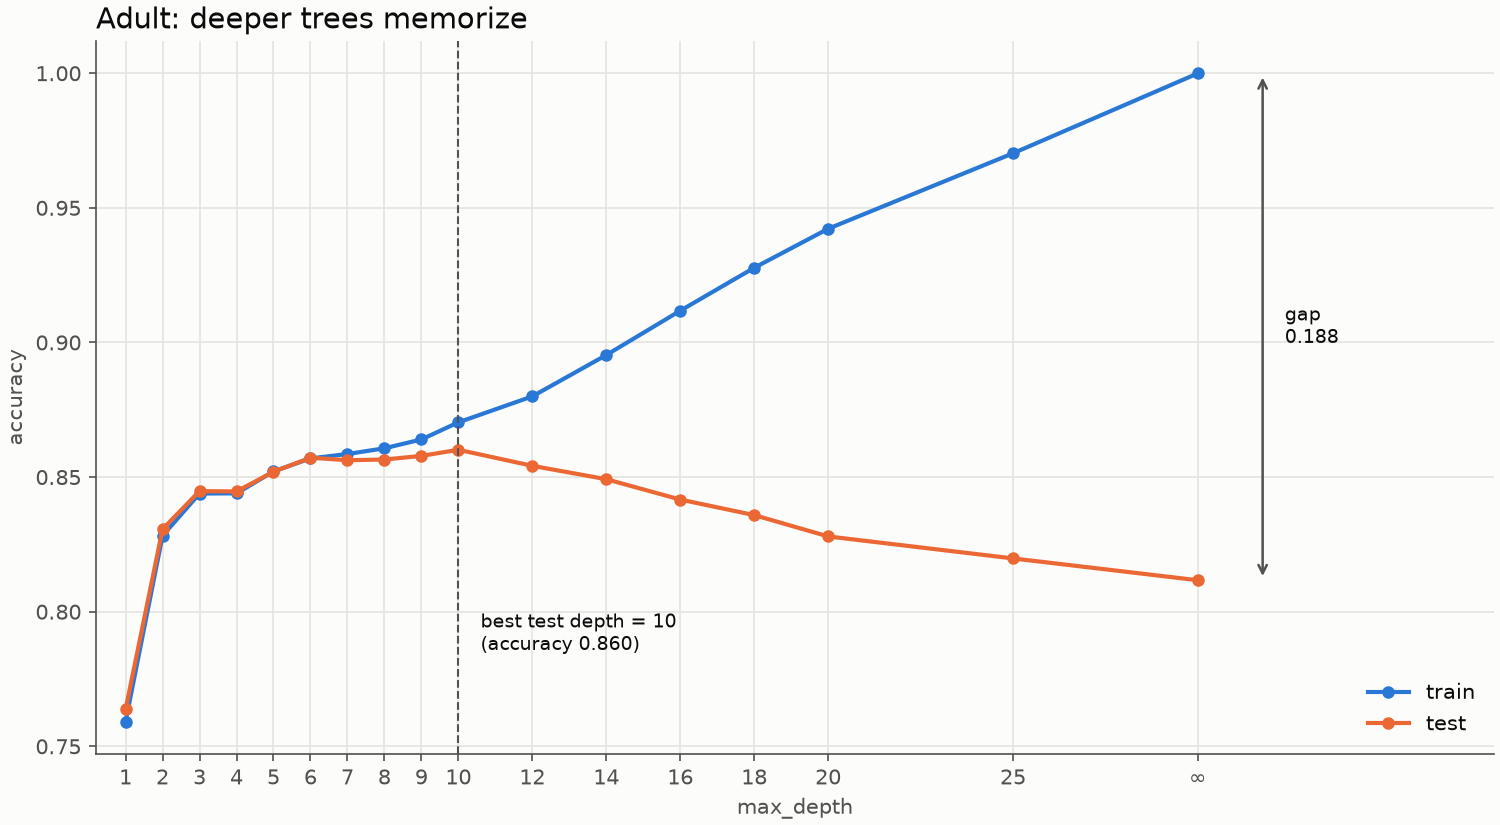 Adult: deeper trees memorize
accuracy
1.00
0.95
0.90
0.85
0.80
0.75
gap
0.188
best test depth = 10
(accuracy 0.860)
train
test
1 2 3 4 5 6 7 8 9 10 12 14 16 18 20 25 ∞
max_depth